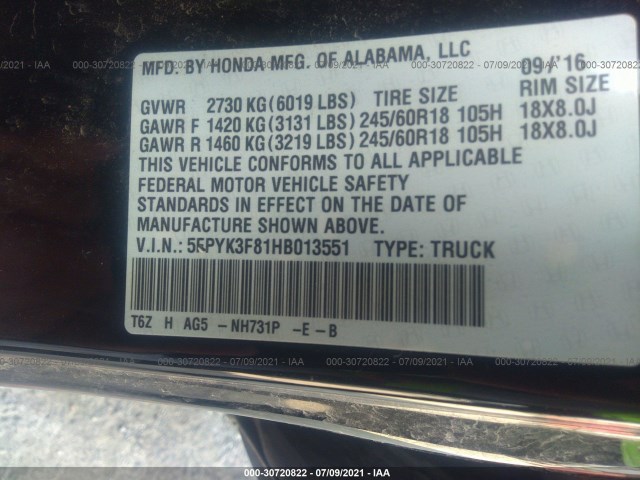 MFD. BY HONDA MFG. OF ALABAMA, LLC 09/'16
GVWR 2730 KG(6019 LBS) TIRE SIZE RIM SIZE
GAWR F 1420 KG(3131 LBS) 245/60R18 105H 18X8.0J
GAWR R 1460 KG(3219 LBS) 245/60R18 105H 18X8.0J
THIS VEHICLE CONFORMS TO ALL APPLICABLE
FEDERAL MOTOR VEHICLE SAFETY
STANDARDS IN EFFECT ON THE DATE OF
MANUFACTURE SHOWN ABOVE.
V.I.N.: 5FPYK3F81HB013551 TYPE: TRUCK
T6Z H AG5 -NH731P -E-B
000-30720822 - 07/09/2021 - IAA